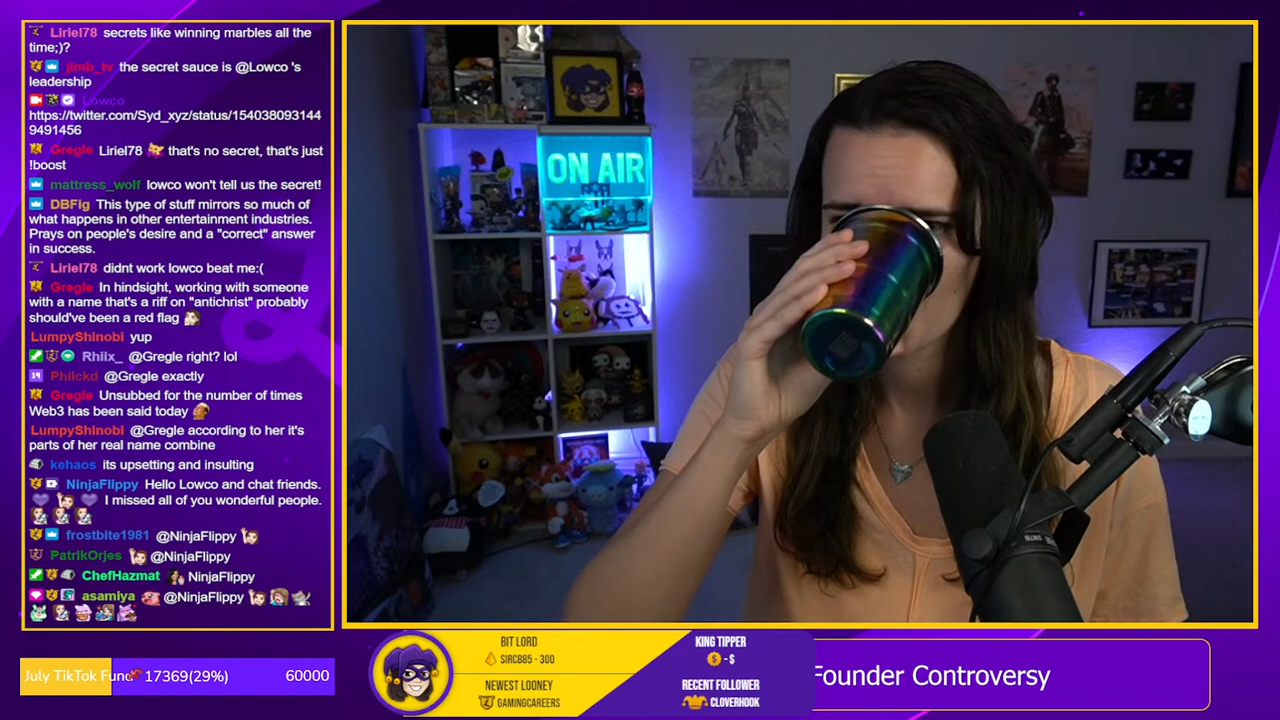 Liriel78 secrets like winning marbles all the
time;)?
jimb_tv the secret sauce is @Lowco 's
leadership
Lowco
https://twitter.com/Syd_xyz/status/154038093144
9491456
Gregle Liriel78 that's no secret, that's just
!boost
mattress_wolf lowco won't tell us the secret!
DBFig This type of stuff mirrors so much of
what happens in other entertainment industries.
Prays on people's desire and a "correct" answer
in success.
Liriel78 didnt work lowco beat me:(
Gregle In hindsight, working with someone
with a name that's a riff on "antichrist" probably
should've been a red flag
LumpyShinobi yup
Rhiix_ @Gregle right? lol
Philckd @Gregle exactly
Gregle Unsubbed for the number of times
Web3 has been said today
LumpyShinobi @Gregle according to her it's
parts of her real name combine
kehaos its upsetting and insulting
NinjaFlippy Hello Lowco and chat friends.
I missed all of you wonderful people.
frostbite1981 @NinjaFlippy
PatrikOrjes @NinjaFlippy
ChefHazmat NinjaFlippy
asamiya @NinjaFlippy
ON AIR
July TikTok Fund 17369(29%) 60000
BIT LORD
SIRCB85 - 300
NEWEST LOONEY
GAMINGCAREERS
KING TIPPER
- $
RECENT FOLLOWER
CLOVERHOOK
Founder Controversy